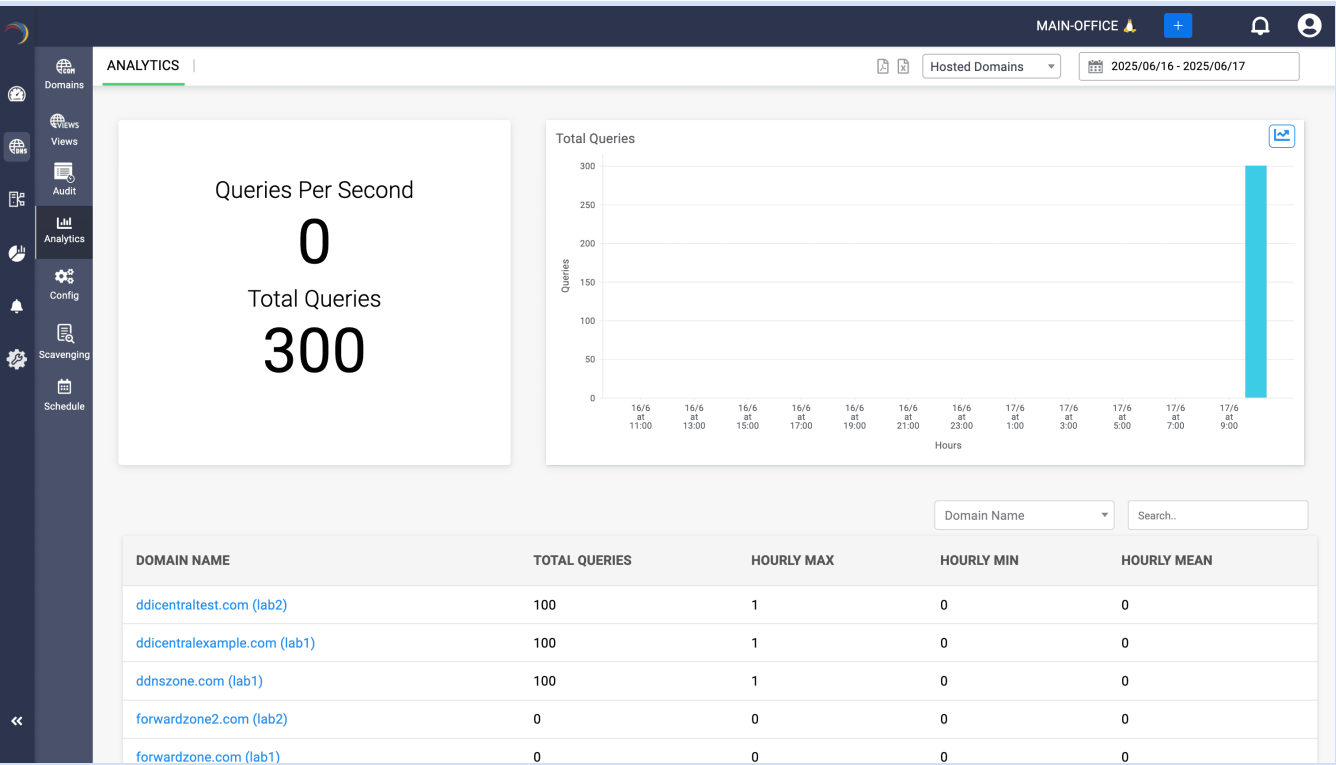 MAIN-OFFICE
+
COM
Domains
ANALYTICS
Hosted Domains
2025/06/16 - 2025/06/17
VIEWS
Views
DNS
Audit
Analytics
Config
Scavenging
Schedule
Queries Per Second
0
Total Queries
300
Total Queries
300
250
200
150
100
50
0
Queries
16/6 at 11:00
16/6 at 13:00
16/6 at 15:00
16/6 at 17:00
16/6 at 19:00
16/6 at 21:00
16/6 at 23:00
17/6 at 1:00
17/6 at 3:00
17/6 at 5:00
17/6 at 7:00
17/6 at 9:00
Hours
Domain Name
Search..
DOMAIN NAME TOTAL QUERIES HOURLY MAX HOURLY MIN HOURLY MEAN
ddicentraltest.com (lab2) 100 1 0 0
ddicentralexample.com (lab1) 100 1 0 0
ddnszone.com (lab1) 100 1 0 0
forwardzone2.com (lab2) 0 0 0 0
forwardzone.com (lab1) 0 0 0 0